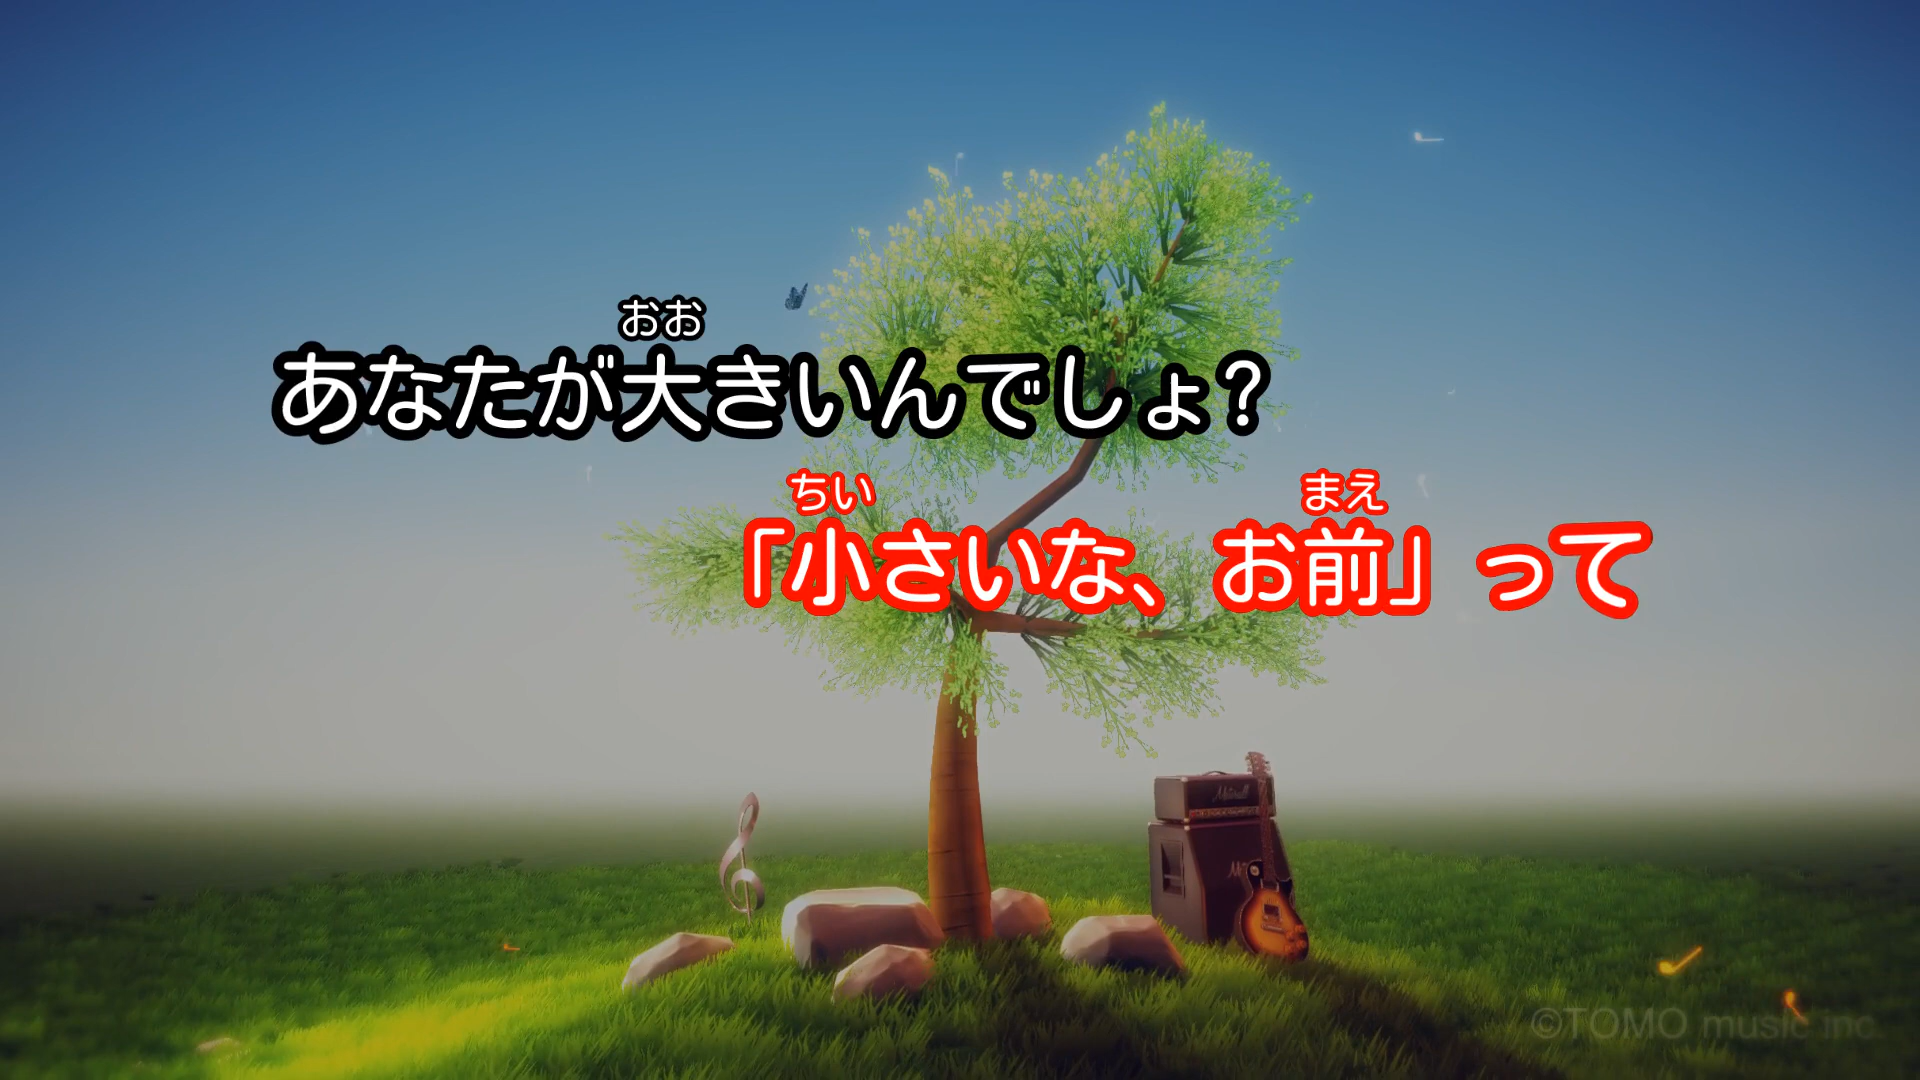 おお
あなたが大きいんでしょ?
ちい まえ
「小さいな、お前」って
Marshall
©TOMO music inc.